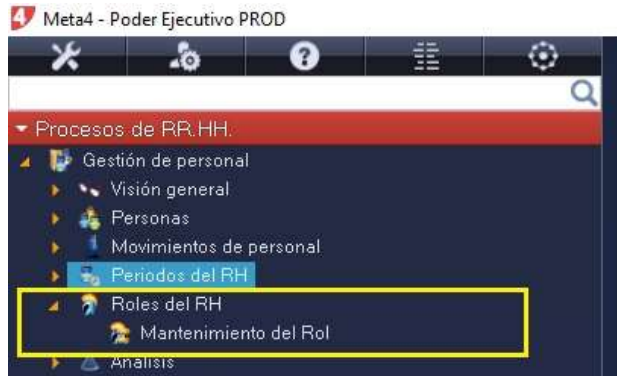 Meta4 - Poder Ejecutivo PROD
Procesos de RR.HH.
Gestión de personal
Visión general
Personas
Movimientos de personal
Periodos del RH
Roles del RH
Mantenimiento del Rol
Análisis